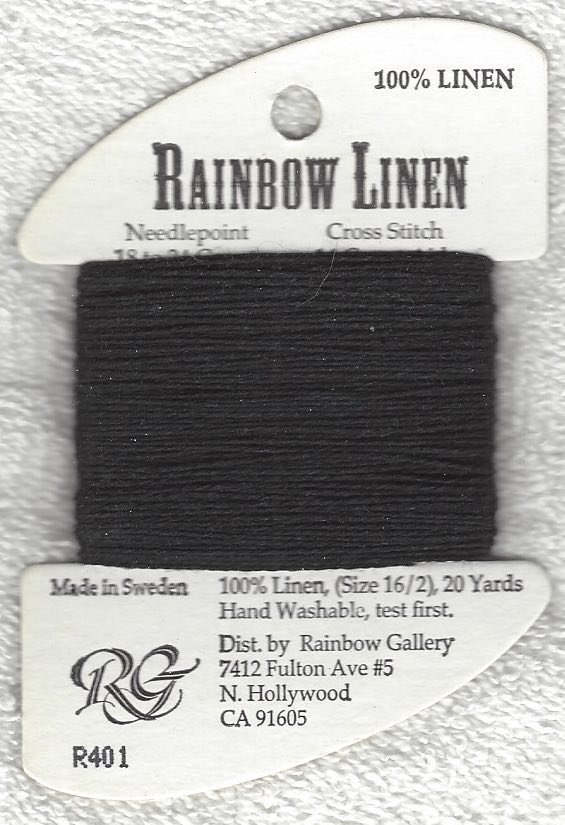 100% LINEN
RAINBOW LINEN
Needlepoint Cross Stitch
Made in Sweden
100% Linen, (Size 16/2), 20 Yards
Hand Washable, test first.
Dist. by Rainbow Gallery
7412 Fulton Ave #5
N. Hollywood
CA 91605
RG
R401